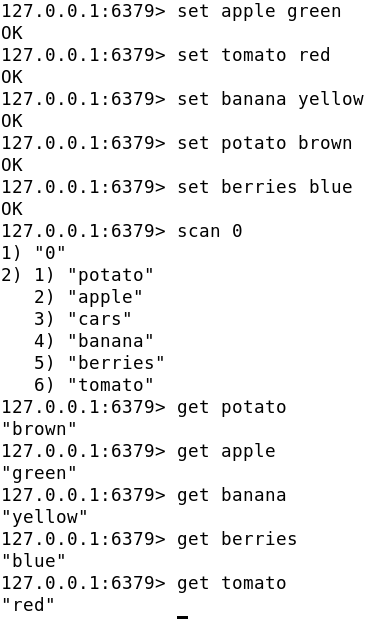 127.0.0.1:6379> set apple green
OK
127.0.0.1:6379> set tomato red
OK
127.0.0.1:6379> set banana yellow
OK
127.0.0.1:6379> set potato brown
OK
127.0.0.1:6379> set berries blue
OK
127.0.0.1:6379> scan 0
1) "0"
2) 1) "potato"
   2) "apple"
   3) "cars"
   4) "banana"
   5) "berries"
   6) "tomato"
127.0.0.1:6379> get potato
"brown"
127.0.0.1:6379> get apple
"green"
127.0.0.1:6379> get banana
"yellow"
127.0.0.1:6379> get berries
"blue"
127.0.0.1:6379> get tomato
"red"